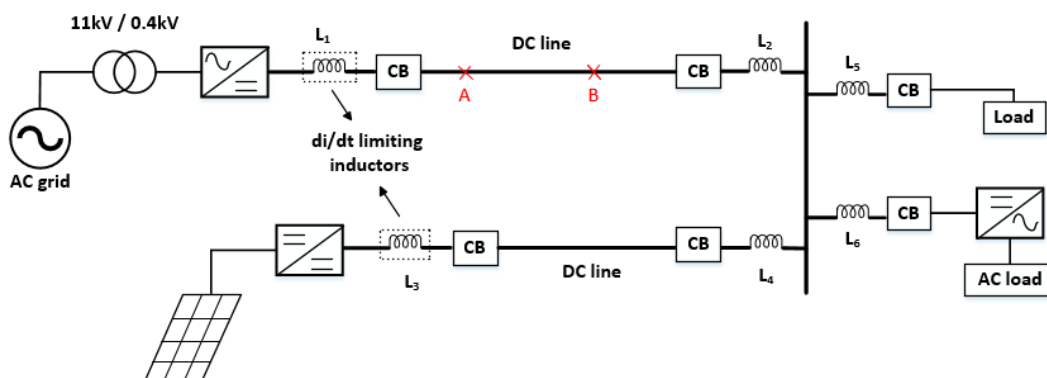 11kV / 0.4kV
L1
CB
DC line
CB
L2
L5
CB
Load
A
B
di/dt limiting
inductors
AC grid
CB
L3
DC line
CB
L4
L6
CB
AC load